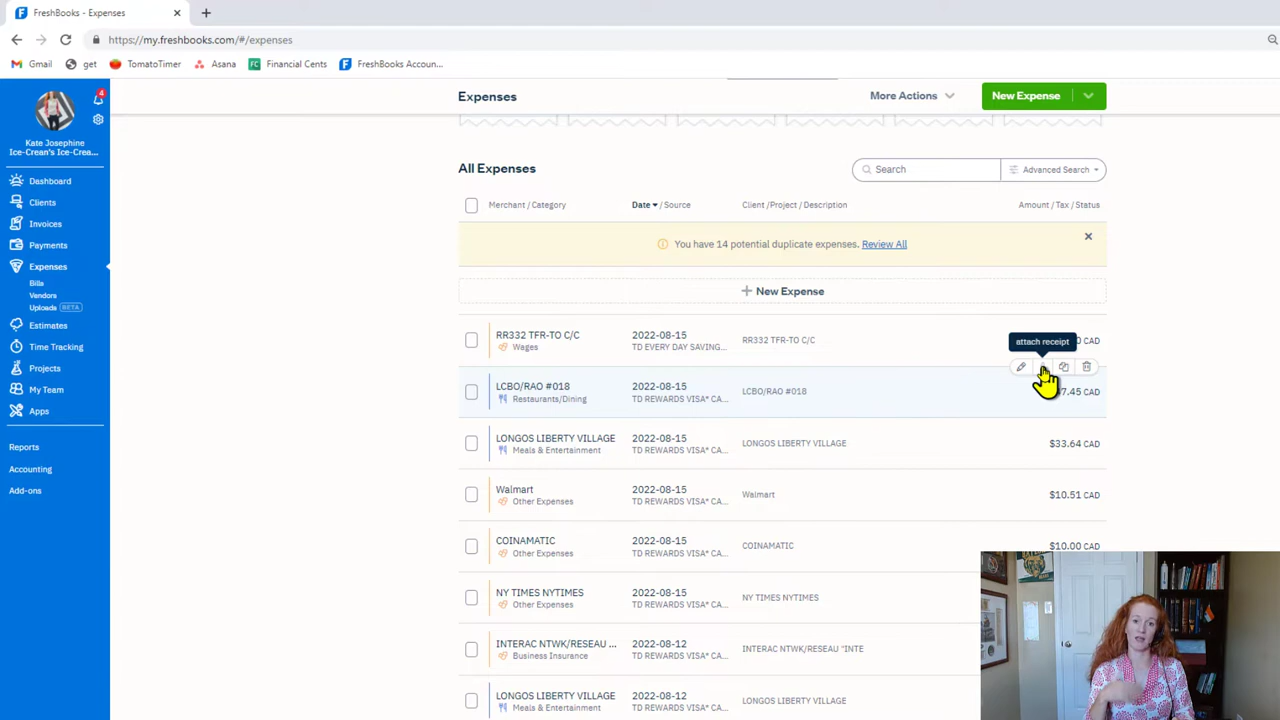 FreshBooks - Expenses
https://my.freshbooks.com/#/expenses
Gmail
get
TomatoTimer
Asana
Financial Cents
FreshBooks Accoun...
4
Kate Josephine
Ice-Crean's Ice-Crea...
Dashboard
Clients
Invoices
Payments
Expenses
Bills
Vendors
Uploads BETA
Estimates
Time Tracking
Projects
My Team
Apps
Reports
Accounting
Add-ons
Expenses
More Actions
New Expense
All Expenses
Search
Advanced Search
Merchant / Category
Date / Source
Client /Project / Description
Amount / Tax / Status
You have 14 potential duplicate expenses. Review All
New Expense
RR332 TFR-TO C/C
Wages
2022-08-15
TD EVERY DAY SAVING...
RR332 TFR-TO C/C
CAD
attach receipt
LCBO/RAO #018
Restaurants/Dining
2022-08-15
TD REWARDS VISA* CA...
LCBO/RAO #018
7.45 CAD
LONGOS LIBERTY VILLAGE
Meals & Entertainment
2022-08-15
TD REWARDS VISA* CA...
LONGOS LIBERTY VILLAGE
$33.64 CAD
Walmart
Other Expenses
2022-08-15
TD REWARDS VISA* CA...
Walmart
$10.51 CAD
COINAMATIC
Other Expenses
2022-08-15
TD REWARDS VISA* CA...
COINAMATIC
$10.00 CAD
NY TIMES NYTIMES
Other Expenses
2022-08-15
TD REWARDS VISA* CA...
NY TIMES NYTIMES
INTERAC NTWK/RESEAU ...
Business Insurance
2022-08-12
TD REWARDS VISA* CA...
INTERAC NTWK/RESEAU "INTE
LONGOS LIBERTY VILLAGE
Meals & Entertainment
2022-08-12
TD REWARDS VISA* CA...
LONGOS LIBERTY VILLAGE